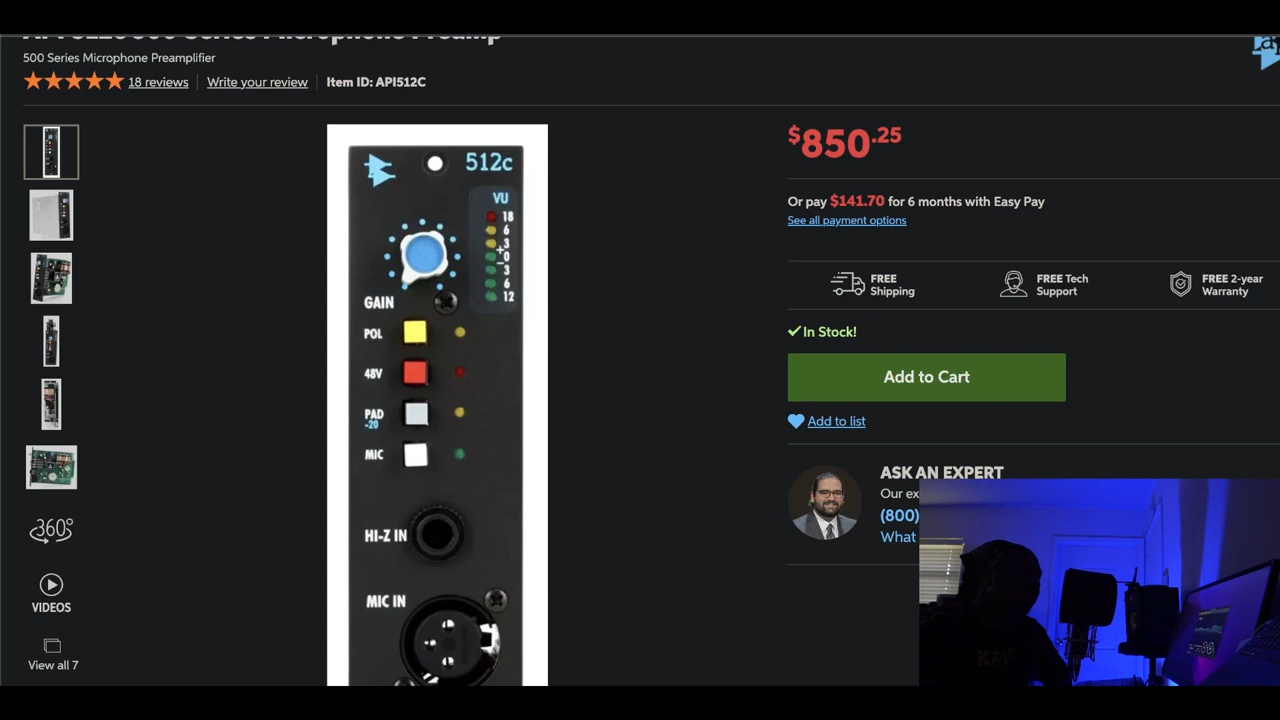 500 Series Microphone Preamp
500 Series Microphone Preamplifier
18 reviews
Write your review
Item ID: API512C
512c
VU
18
6
3
+
0
-
3
6
12
GAIN
POL
48V
PAD
-20
MIC
HI-Z IN
MIC IN
360°
VIDEOS
View all 7
$850.25
Or pay $141.70 for 6 months with Easy Pay
See all payment options
FREE
Shipping
FREE Tech
Support
FREE 2-year
Warranty
In Stock!
Add to Cart
Add to list
ASK AN EXPERT
Our ex
(800)
What